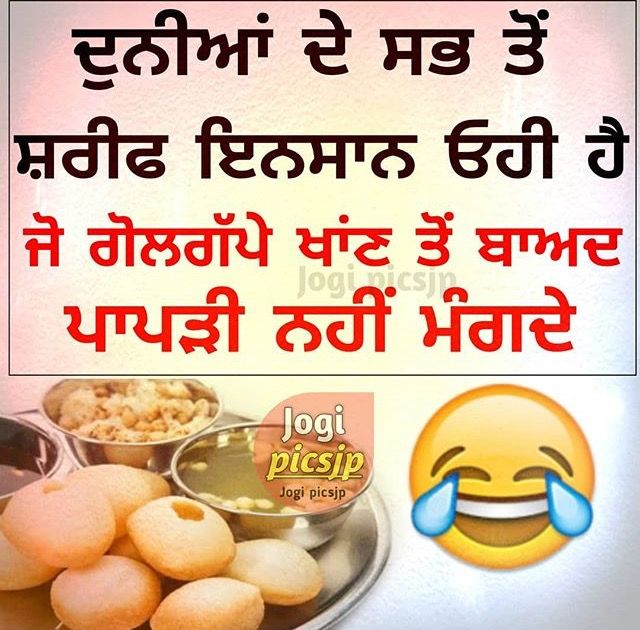 ਦੁਨੀਆਂ ਦੇ ਸਭ ਤੋਂ
ਸ਼ਰੀਫ ਇਨਸਾਨ ਓਹੀ ਹੈ
ਜੋ ਗੋਲਗੱਪੇ ਖਾਂਣ ਤੋਂ ਬਾਅਦ
Jogi picsjp
ਪਾਪੜੀ ਨਹੀਂ ਮੰਗਦੇ
Jogi
picsjp
Jogi picsjp